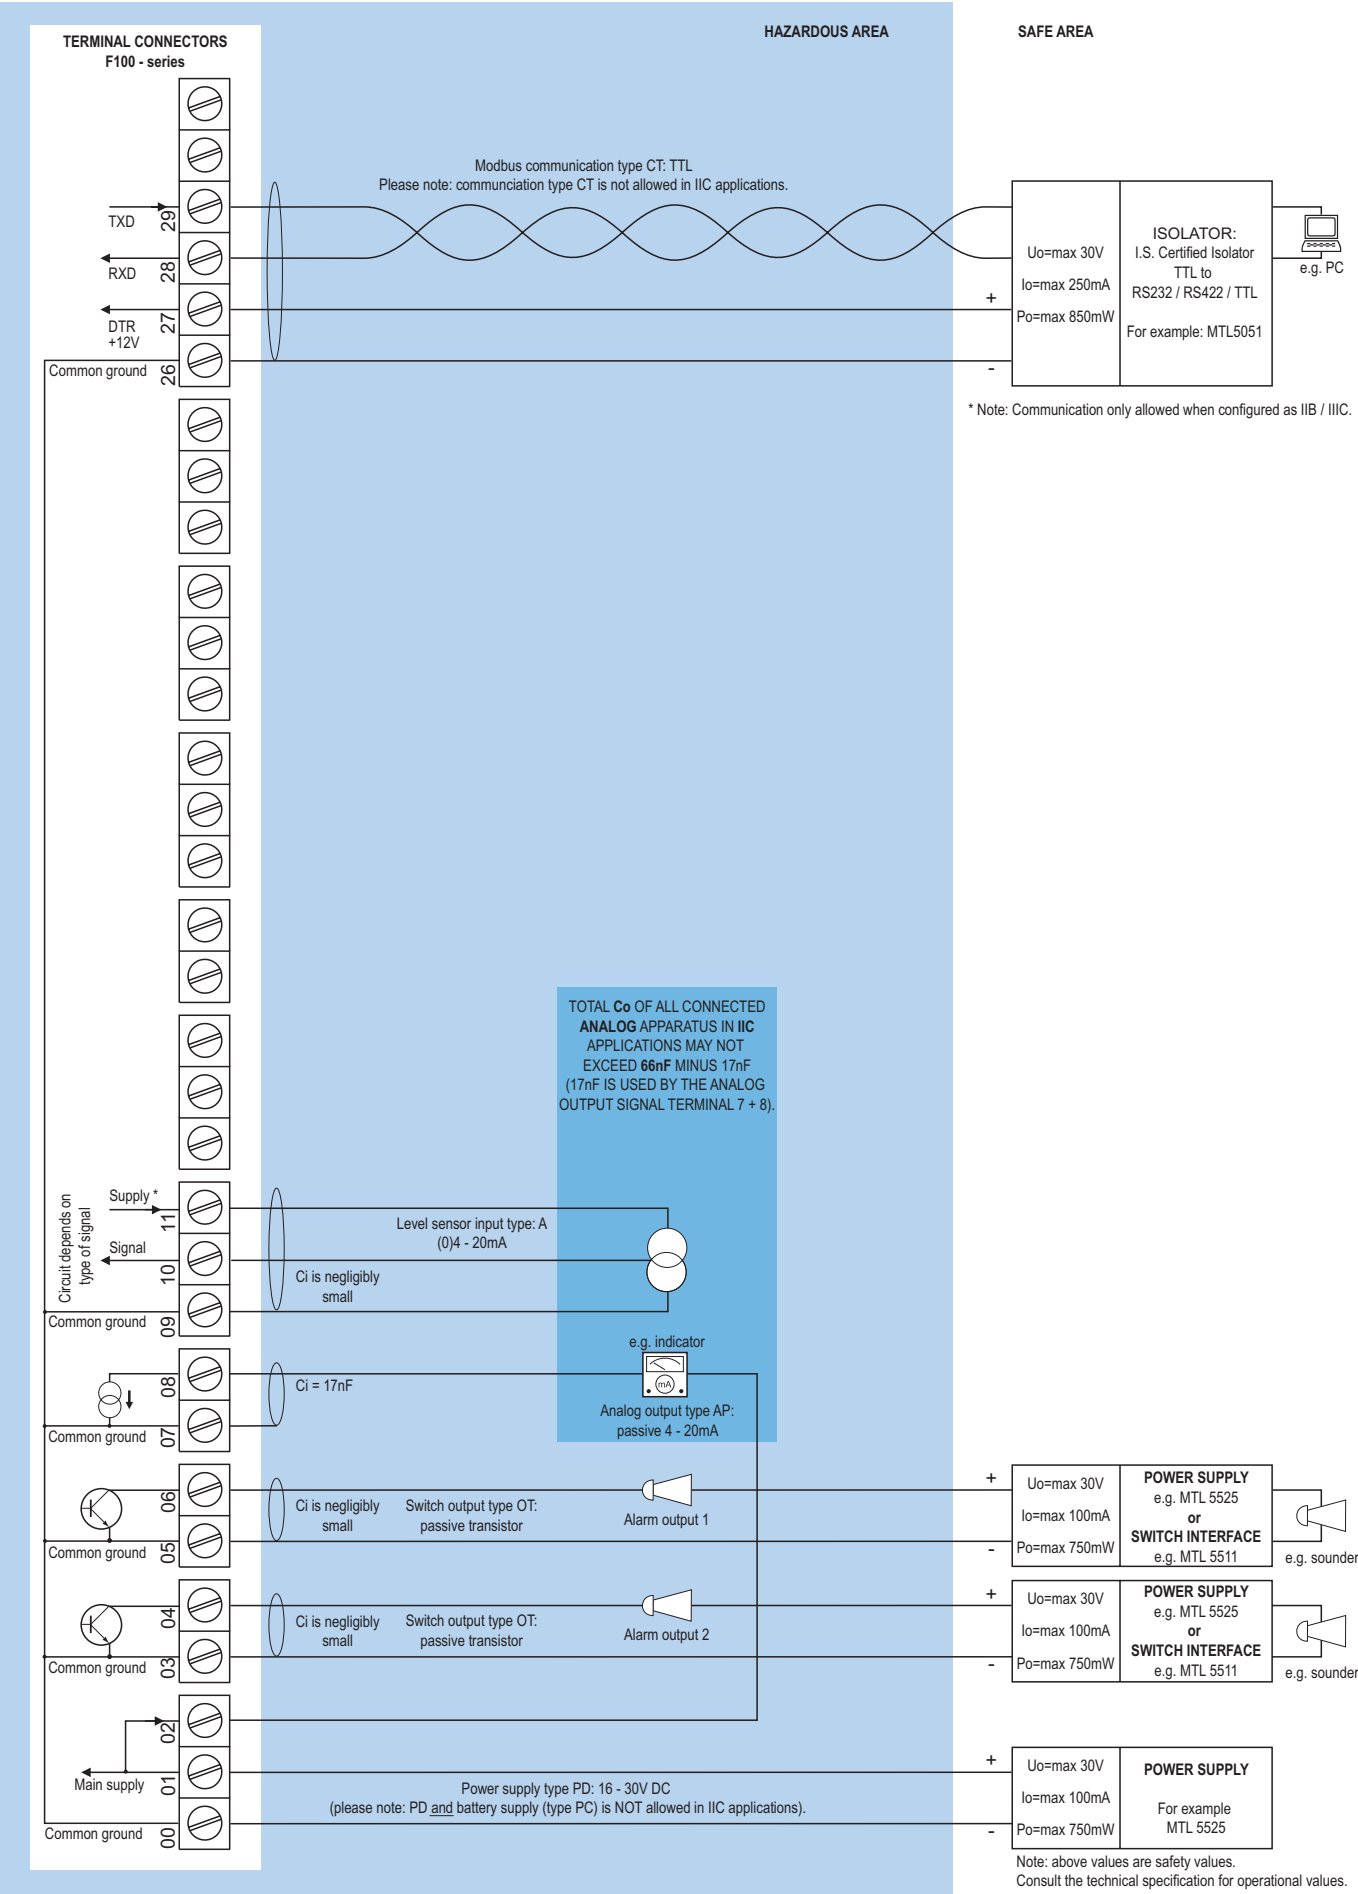 TERMINAL CONNECTORS
F100 - series
HAZARDOUS AREA
SAFE AREA
Modbus communication type CT: TTL
Please note: communciation type CT is not allowed in IIC applications.
TXD
29
RXD
28
DTR
+12V
27
Common ground
26
+
-
Uo=max 30V
Io=max 250mA
Po=max 850mW
ISOLATOR:
I.S. Certified Isolator
TTL to
RS232 / RS422 / TTL
For example: MTL5051
e.g. PC
* Note: Communication only allowed when configured as IIB / IIIC.
TOTAL Co OF ALL CONNECTED
ANALOG APPARATUS IN IIC
APPLICATIONS MAY NOT
EXCEED 66nF MINUS 17nF
(17nF IS USED BY THE ANALOG
OUTPUT SIGNAL TERMINAL 7 + 8).
Circuit depends on
type of signal
Supply *
11
Signal
10
Common ground
09
Level sensor input type: A
(0)4 - 20mA
Ci is negligibly
small
e.g. indicator
mA
Analog output type AP:
passive 4 - 20mA
08
Ci = 17nF
Common ground
07
06
Common ground
05
Ci is negligibly
small
Switch output type OT:
passive transistor
Alarm output 1
+
-
Uo=max 30V
Io=max 100mA
Po=max 750mW
POWER SUPPLY
e.g. MTL 5525
or
SWITCH INTERFACE
e.g. MTL 5511
e.g. sounder
04
Common ground
03
Ci is negligibly
small
Switch output type OT:
passive transistor
Alarm output 2
+
-
Uo=max 30V
Io=max 100mA
Po=max 750mW
POWER SUPPLY
e.g. MTL 5525
or
SWITCH INTERFACE
e.g. MTL 5511
e.g. sounder
02
Main supply
01
Common ground
00
Power supply type PD: 16 - 30V DC
(please note: PD and battery supply (type PC) is NOT allowed in IIC applications).
+
-
Uo=max 30V
Io=max 100mA
Po=max 750mW
POWER SUPPLY
For example
MTL 5525
Note: above values are safety values.
Consult the technical specification for operational values.